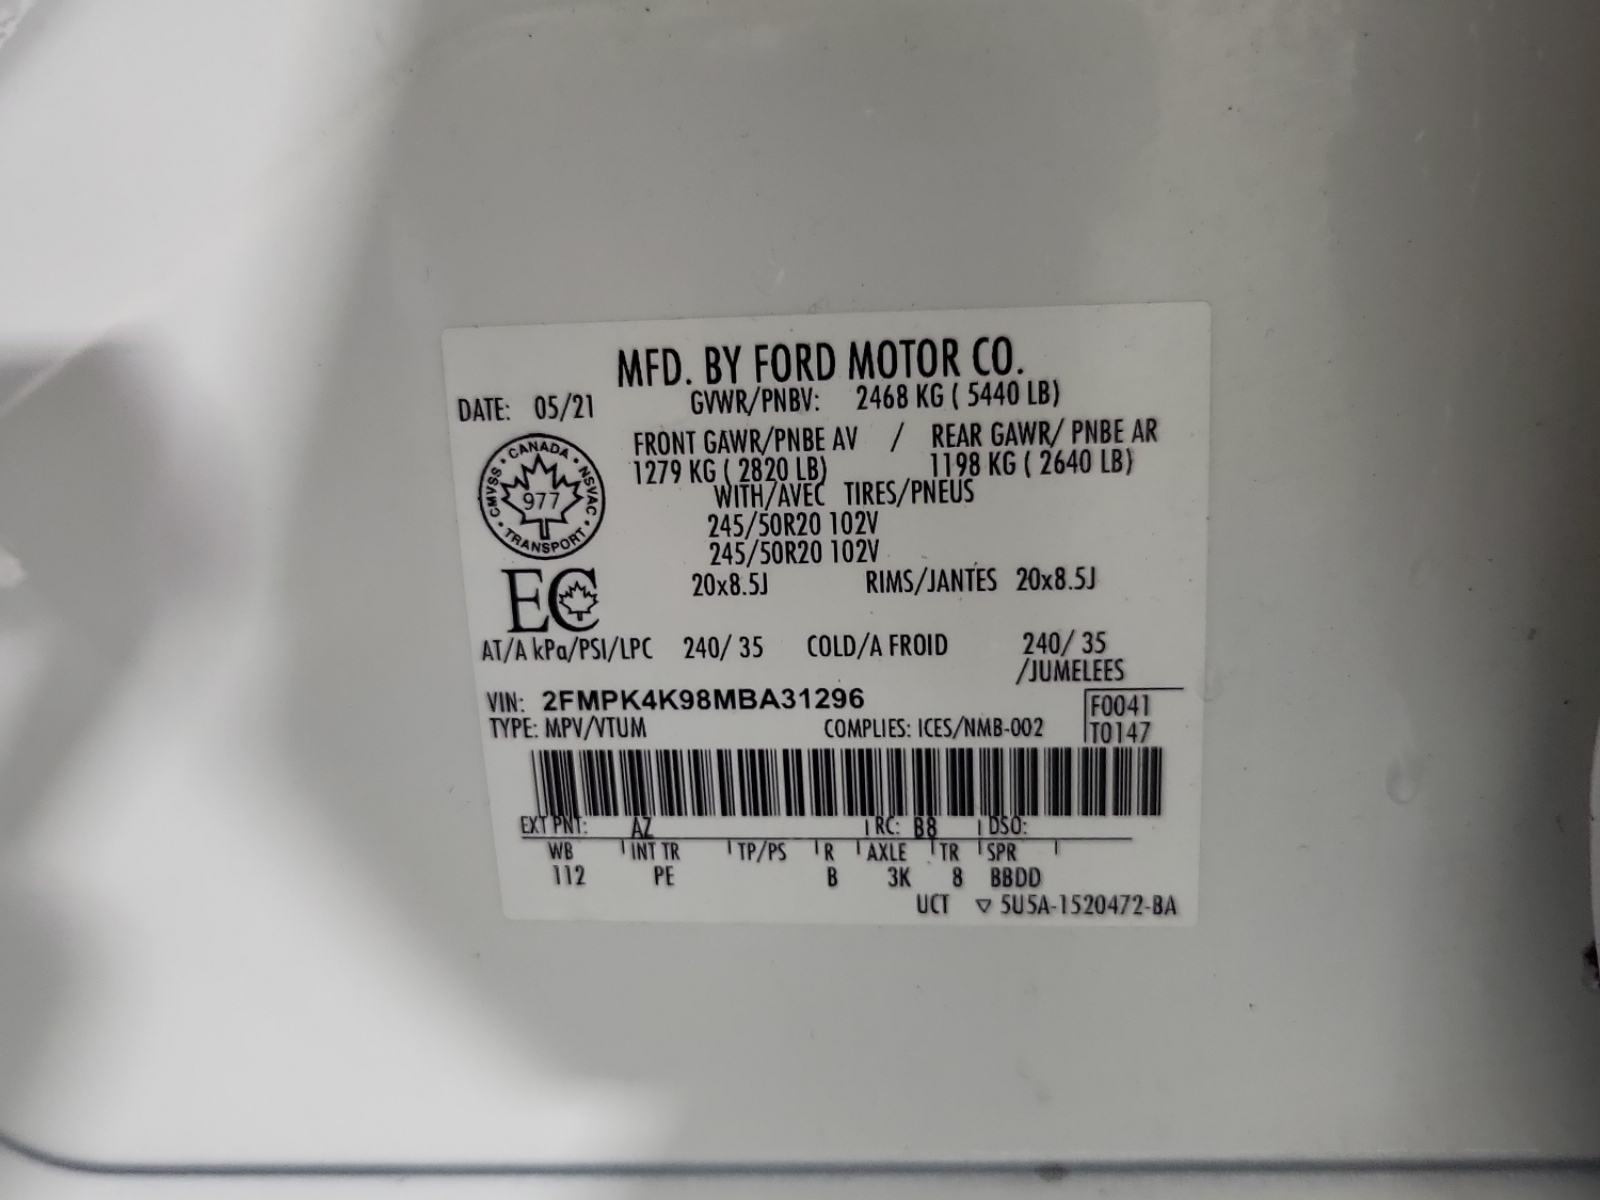 MFD. BY FORD MOTOR CO.
DATE: 05/21 GVWR/PNBV: 2468 KG ( 5440 LB)
FRONT GAWR/PNBE AV / REAR GAWR/ PNBE AR
1279 KG ( 2820 LB) 1198 KG ( 2640 LB)
WITH/AVEC TIRES/PNEUS
245/50R20 102V
245/50R20 102V
20x8.5J RIMS/JANTES 20x8.5J
CANADA • NSVAC • TRANSPORT • CMVSS •
977
EC
AT/A kPa/PSI/LPC 240/ 35 COLD/A FROID 240/ 35
/JUMELEES
VIN: 2FMPK4K98MBA31296 F0041
TYPE: MPV/VTUM COMPLIES: ICES/NMB-002 T0147
EXT PNT: AZ RC: B8 DSO:
WB INT TR TP/PS R AXLE TR SPR
112 PE B 3K 8 BBDD
UCT ▽ 5U5A-1520472-BA